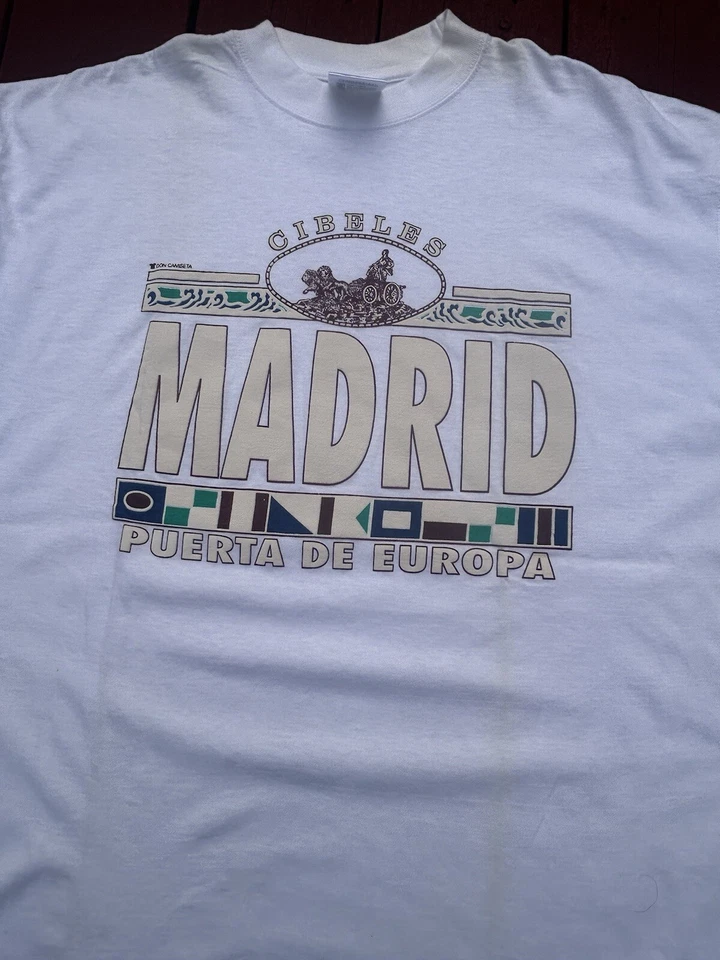 CIBELES
DON CAMISETA
MADRID
PUERTA DE EUROPA